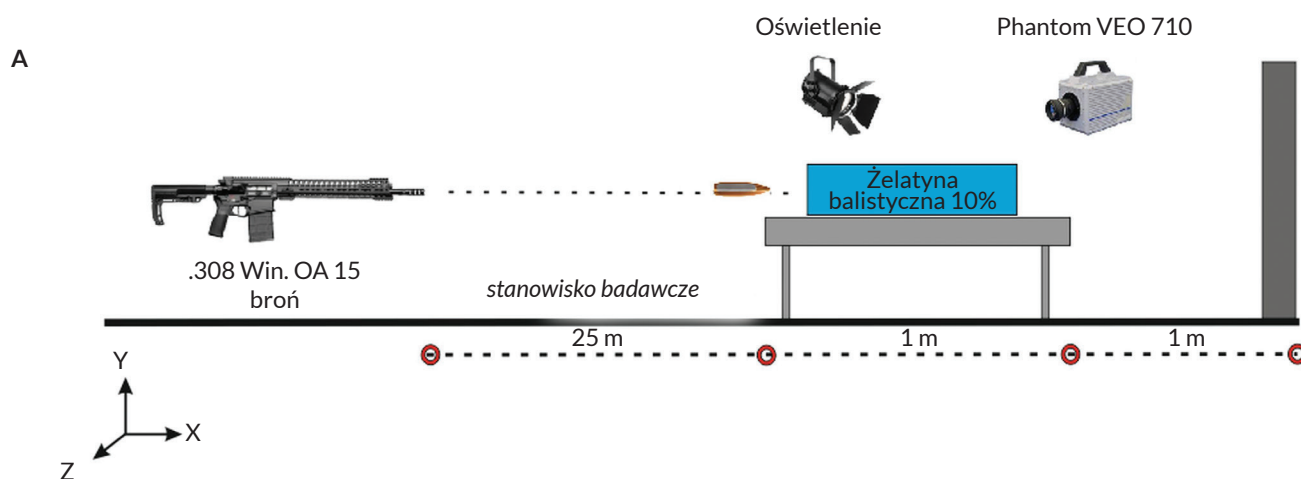 A
Oświetlenie
Phantom VEO 710
Żelatyna
balistyczna 10%
.308 Win. OA 15
broń
stanowisko badawcze
25 m
1 m
1 m
Y
X
Z